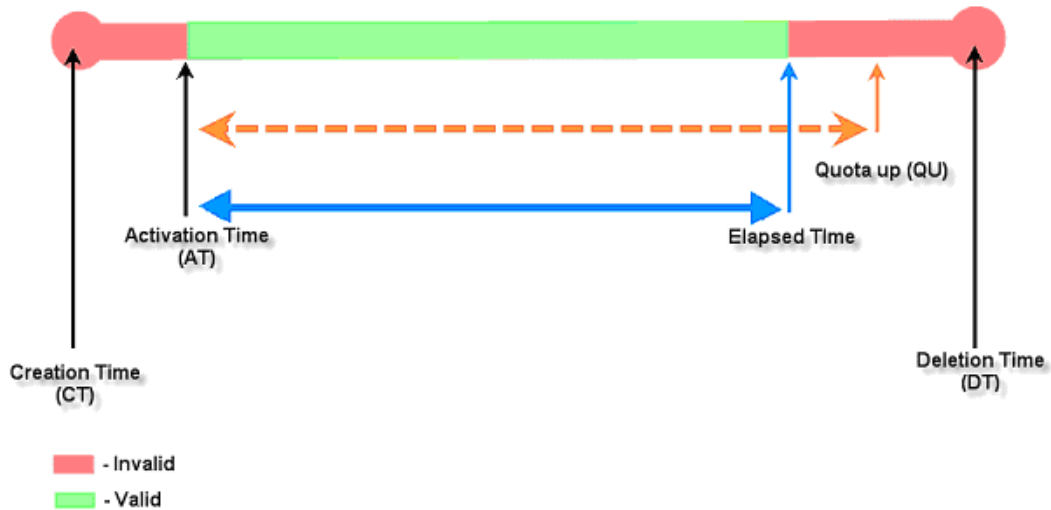 Quota up (QU)
Activation Time
(AT)
Elapsed TIme
Creation Time
(CT)
Deletion Time
(DT)
- Invalid
- Valid